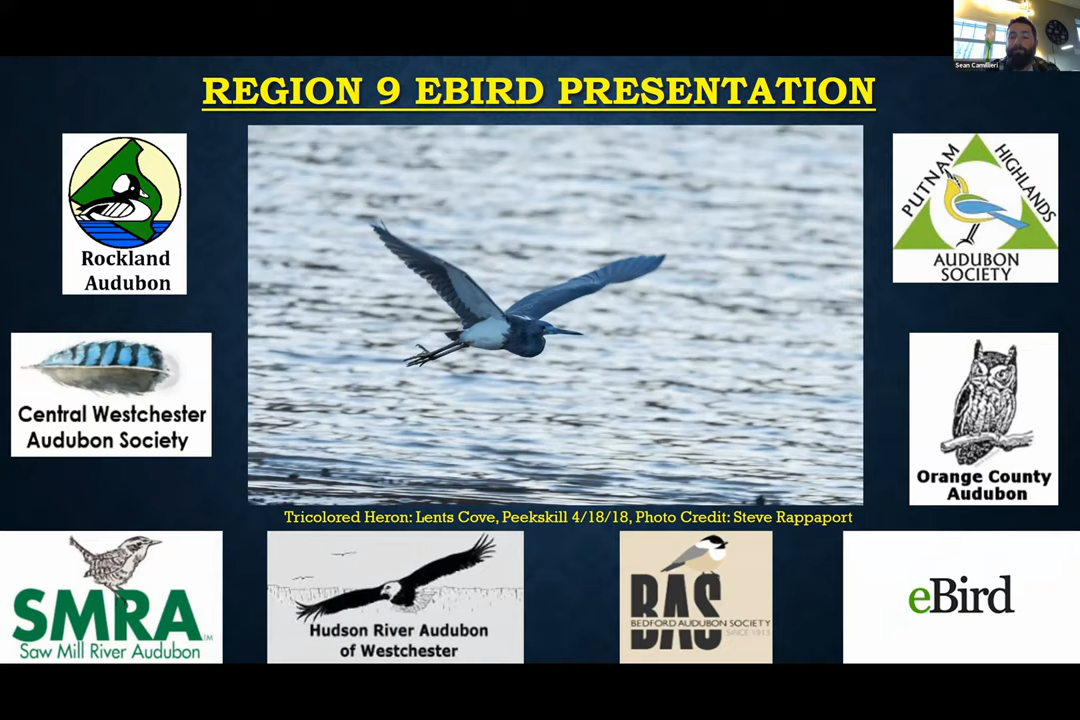 Sean Camillieri
REGION 9 EBIRD PRESENTATION
Rockland
Audubon
PUTNAM HIGHLANDS
AUDUBON
SOCIETY
Central Westchester
Audubon Society
Orange County
Audubon
Tricolored Heron: Lents Cove, Peekskill 4/18/18, Photo Credit: Steve Rappaport
SMRA™
Saw Mill River Audubon
Hudson River Audubon
of Westchester
BAS
BEDFORD AUDUBON SOCIETY
SINCE 1913
eBird